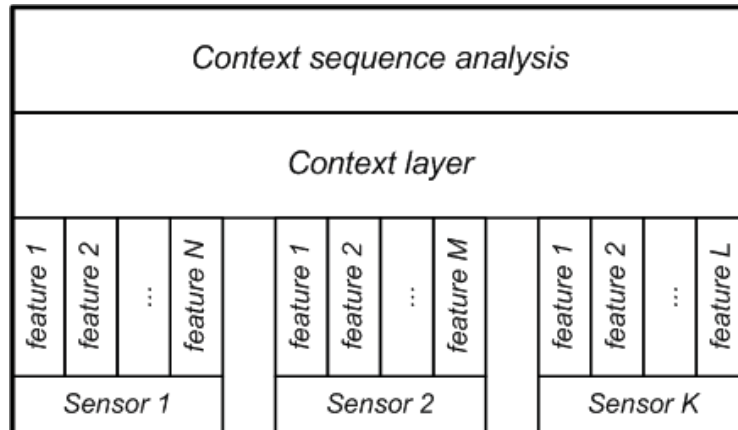 Context sequence analysis
Context layer
feature 1
feature 2
...
feature N
feature 1
feature 2
...
feature M
feature 1
feature 2
...
feature L
Sensor 1
Sensor 2
Sensor K